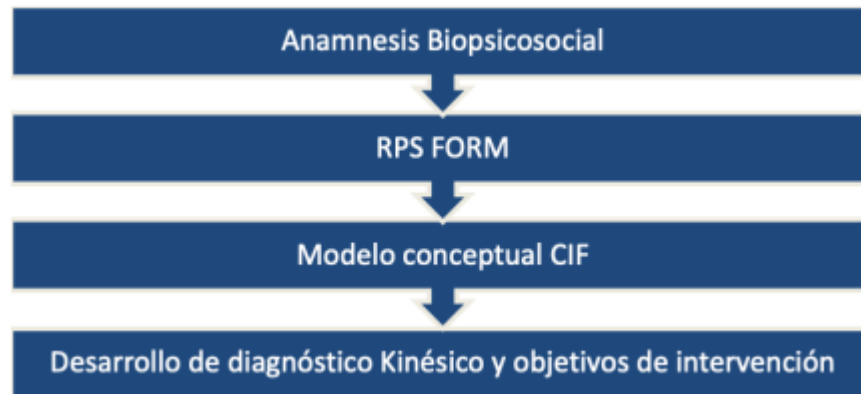 Anamnesis Biopsicosocial
RPS FORM
Modelo conceptual CIF
Desarrollo de diagnóstico Kinésico y objetivos de intervención